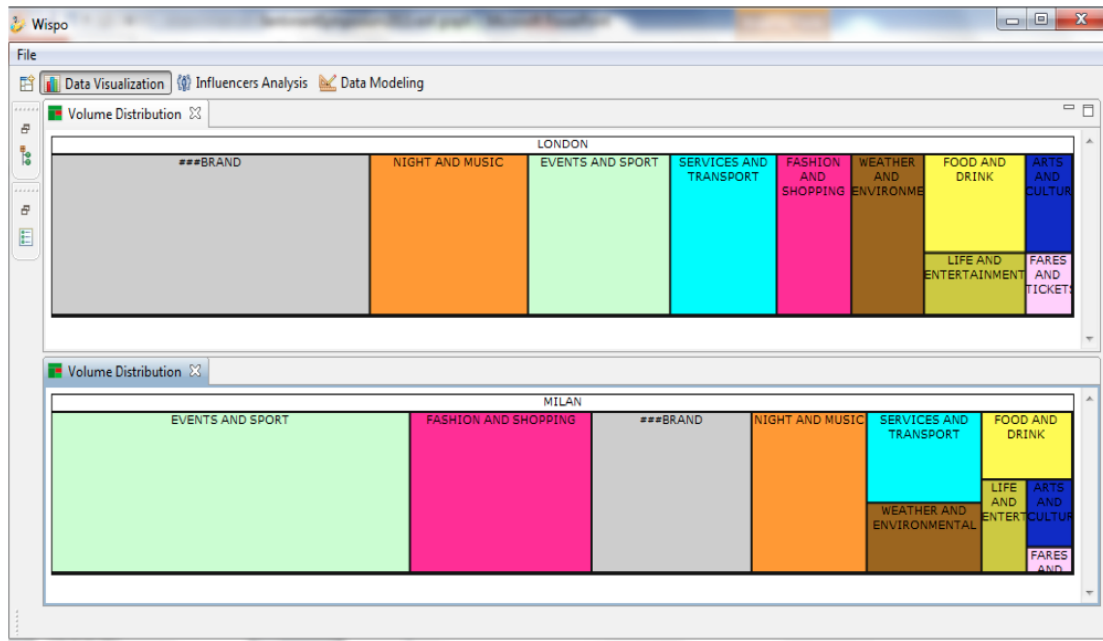 Wispo
File
Data Visualization Influencers Analysis Data Modeling
Volume Distribution
LONDON
###BRAND
NIGHT AND MUSIC
EVENTS AND SPORT
SERVICES AND
TRANSPORT
FASHION
AND
SHOPPING
WEATHER
AND
ENVIRONME
FOOD AND
DRINK
ARTS
AND
CULTUR
LIFE AND
ENTERTAINMENT
FARES
AND
TICKETS
Volume Distribution
MILAN
EVENTS AND SPORT
FASHION AND SHOPPING
###BRAND
NIGHT AND MUSIC
SERVICES AND
TRANSPORT
FOOD AND
DRINK
WEATHER AND
ENVIRONMENTAL
LIFE
AND
ENTERT
ARTS
AND
CULTUR
FARES
AND